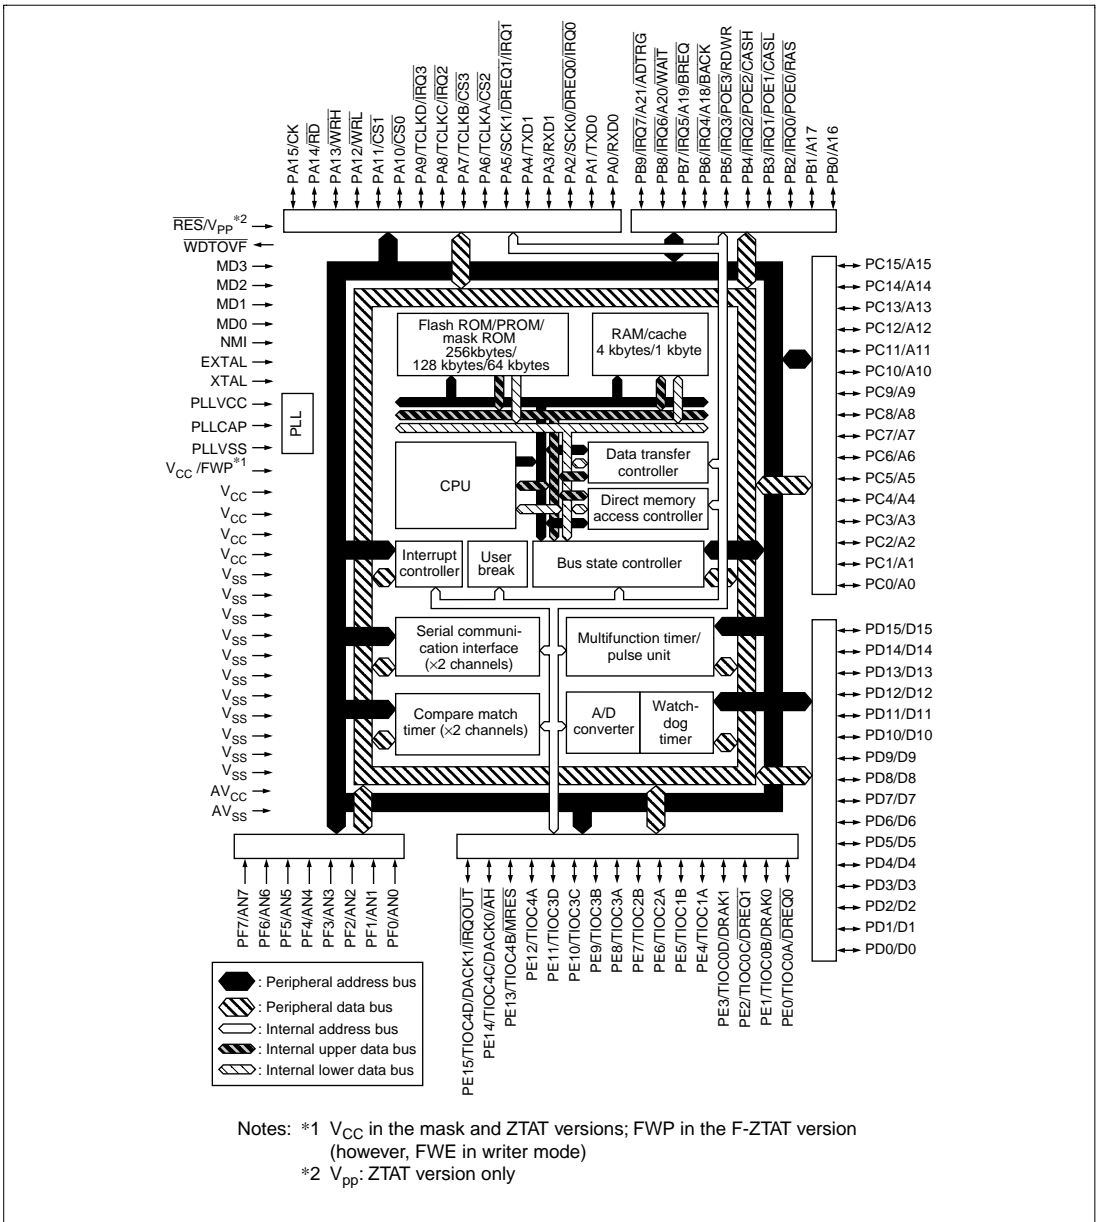 PA15/CK
PA14/RD
PA13/WRH
PA12/WRL
PA11/CS1
PA10/CS0
PA9/TCLKD/IRQ3
PA8/TCLKC/IRQ2
PA7/TCLKB/CS3
PA6/TCLKA/CS2
PA5/SCK1/DREQ1/IRQ1
PA4/TXD1
PA3/RXD1
PA2/SCK0/DREQ0/IRQ0
PA1/TXD0
PA0/RXD0
PB9/IRQ7/A21/ADTRG
PB8/IRQ6/A20/WAIT
PB7/IRQ5/A19/BREQ
PB6/IRQ4/A18/BACK
PB5/IRQ3/POE3/RDWR
PB4/IRQ2/POE2/CASH
PB3/IRQ1/POE1/CASL
PB2/IRQ0/POE0/RAS
PB1/A17
PB0/A16
RES/VPP*2
WDTOVF
MD3
MD2
MD1
MD0
NMI
EXTAL
XTAL
PLLVCC
PLLCAP
PLLVSS
VCC /FWP*1
VCC
VCC
VCC
VCC
VSS
VSS
VSS
VSS
VSS
VSS
VSS
VSS
VSS
VSS
VSS
AVCC
AVSS
PLL
Flash ROM/PROM/
mask ROM
256kbytes/
128 kbytes/64 kbytes
RAM/cache
4 kbytes/1 kbyte
CPU
Data transfer
controller
Direct memory
access controller
Interrupt
controller
User
break
Bus state controller
Serial communi-
cation interface
(×2 channels)
Multifunction timer/
pulse unit
Compare match
timer (×2 channels)
A/D
converter
Watch-
dog
timer
PC15/A15
PC14/A14
PC13/A13
PC12/A12
PC11/A11
PC10/A10
PC9/A9
PC8/A8
PC7/A7
PC6/A6
PC5/A5
PC4/A4
PC3/A3
PC2/A2
PC1/A1
PC0/A0
PD15/D15
PD14/D14
PD13/D13
PD12/D12
PD11/D11
PD10/D10
PD9/D9
PD8/D8
PD7/D7
PD6/D6
PD5/D5
PD4/D4
PD3/D3
PD2/D2
PD1/D1
PD0/D0
PF7/AN7
PF6/AN6
PF5/AN5
PF4/AN4
PF3/AN3
PF2/AN2
PF1/AN1
PF0/AN0
PE15/TIOC4D/DACK1/IRQOUT
PE14/TIOC4C/DACK0/AH
PE13/TIOC4B/MRES
PE12/TIOC4A
PE11/TIOC3D
PE10/TIOC3C
PE9/TIOC3B
PE8/TIOC3A
PE7/TIOC2B
PE6/TIOC2A
PE5/TIOC1B
PE4/TIOC1A
PE3/TIOC0D/DRAK1
PE2/TIOC0C/DREQ1
PE1/TIOC0B/DRAK0
PE0/TIOC0A/DREQ0
: Peripheral address bus
: Peripheral data bus
: Internal address bus
: Internal upper data bus
: Internal lower data bus
Notes: *1 VCC in the mask and ZTAT versions; FWP in the F-ZTAT version
(however, FWE in writer mode)
*2 Vpp: ZTAT version only